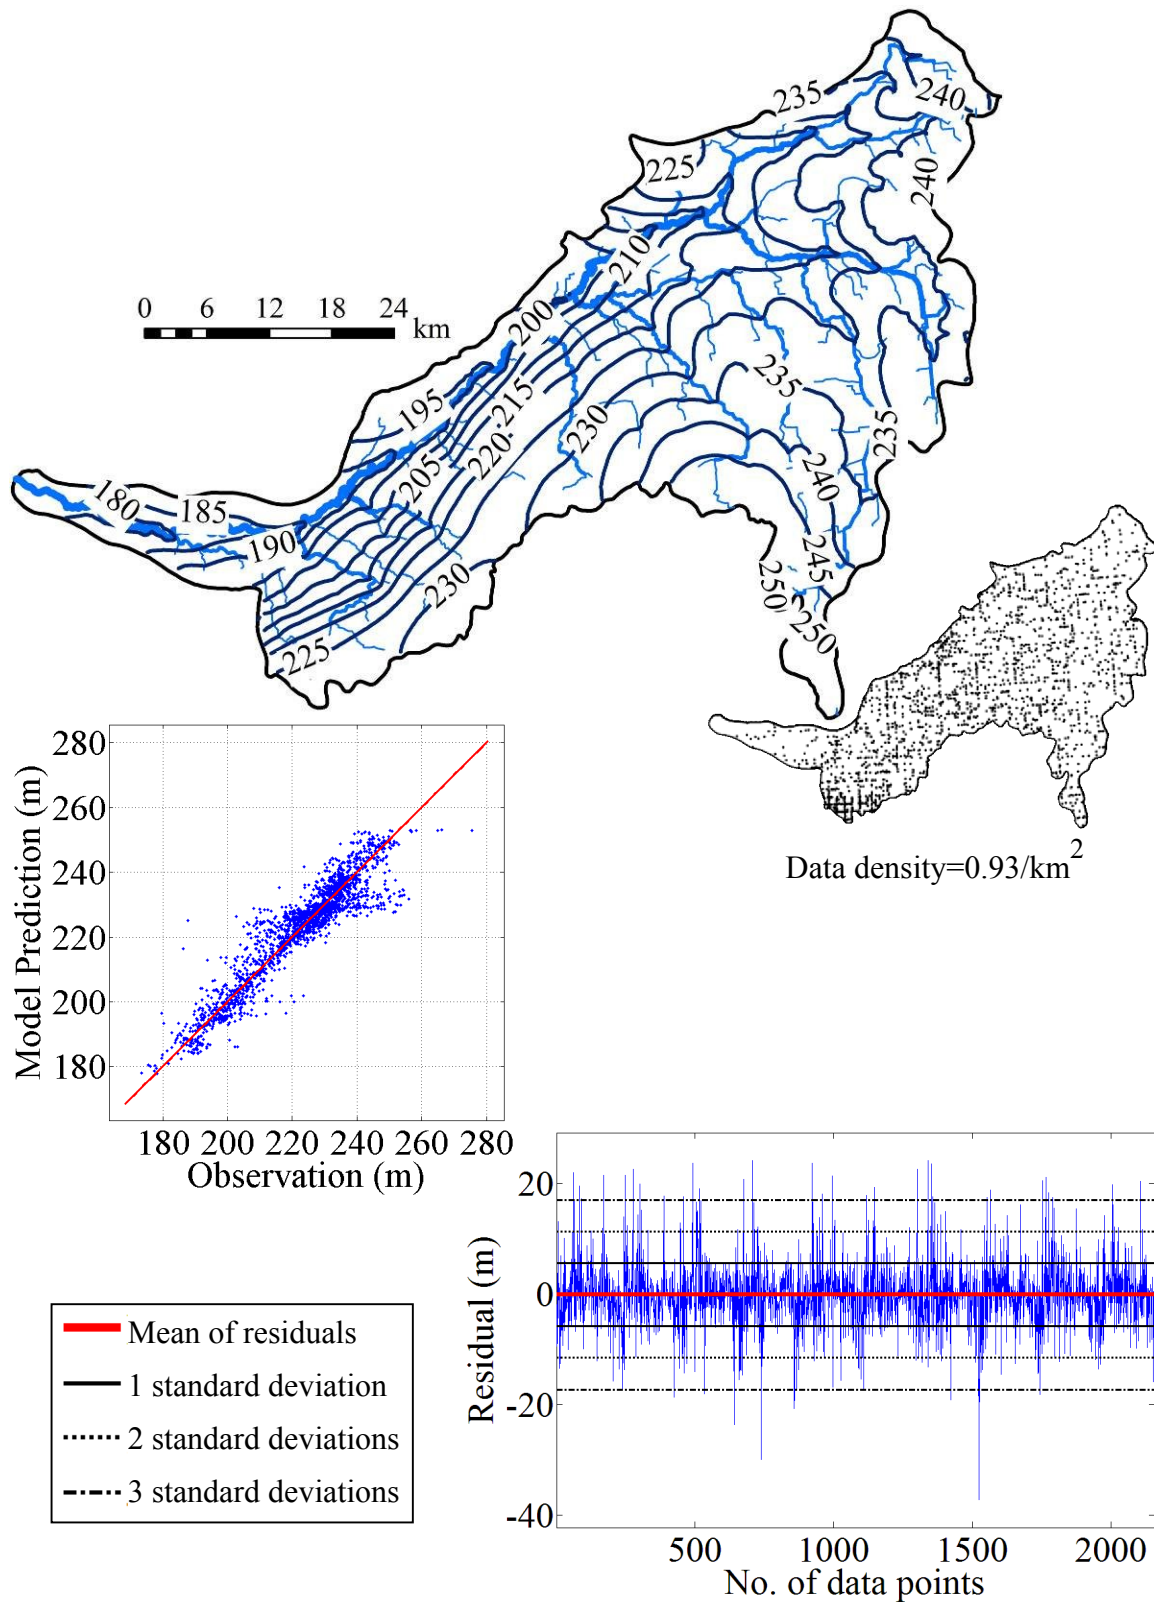 235
240
225
240
210
0 6 12 18 24
km
200
235
195
215
220
230
235
205
240
180
185
190
245
230
250
250
225
Data density=0.93/km2
280
260
240
220
200
180
Model Prediction (m)
180 200 220 240 260 280
Observation (m)
20
0
-20
-40
Residual (m)
500 1000 1500 2000
No. of data points
Mean of residuals
1 standard deviation
2 standard deviations
3 standard deviations